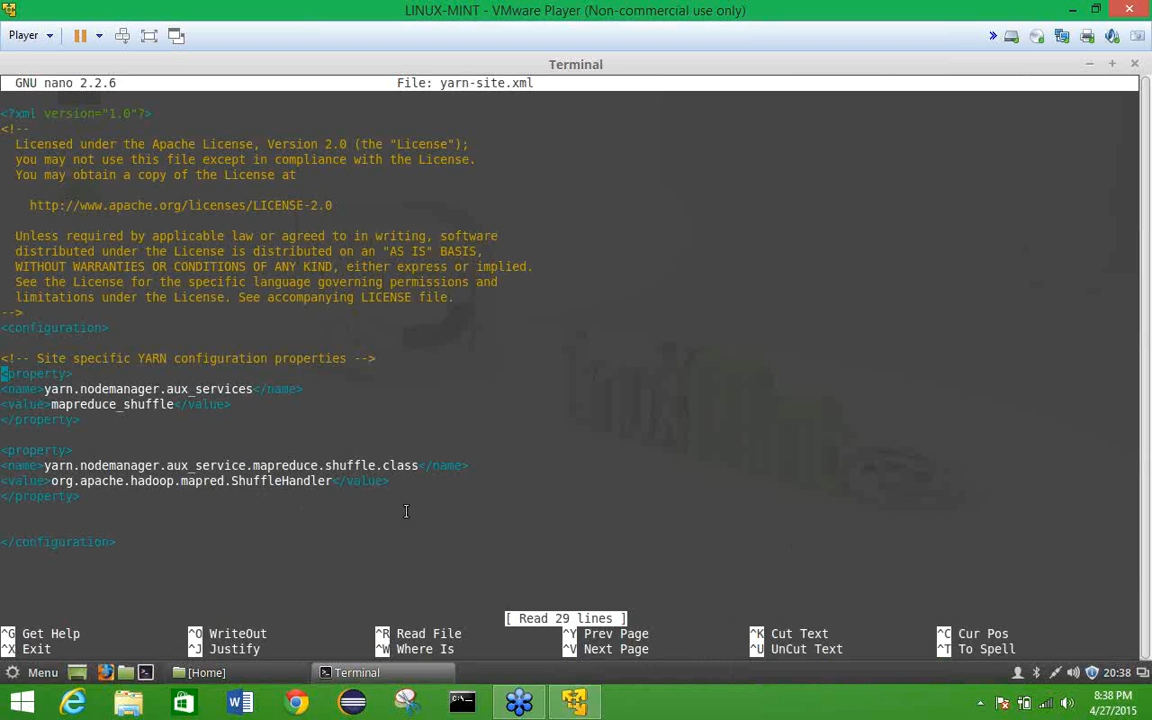 LINUX-MINT - VMware Player (Non-commercial use only)
Player
Terminal
GNU nano 2.2.6 File: yarn-site.xml
<?xml version="1.0"?>
<!--
Licensed under the Apache License, Version 2.0 (the "License");
you may not use this file except in compliance with the License.
You may obtain a copy of the License at
http://www.apache.org/licenses/LICENSE-2.0
Unless required by applicable law or agreed to in writing, software
distributed under the License is distributed on an "AS IS" BASIS,
WITHOUT WARRANTIES OR CONDITIONS OF ANY KIND, either express or implied.
See the License for the specific language governing permissions and
limitations under the License. See accompanying LICENSE file.
-->
<configuration>
<!-- Site specific YARN configuration properties -->
<property>
<name>yarn.nodemanager.aux_services</name>
<value>mapreduce_shuffle</value>
</property>
<property>
<name>yarn.nodemanager.aux_service.mapreduce.shuffle.class</name>
<value>org.apache.hadoop.mapred.ShuffleHandler</value>
</property>
</configuration>
[ Read 29 lines ]
^G Get Help ^O WriteOut ^R Read File ^Y Prev Page ^K Cut Text ^C Cur Pos
^X Exit ^J Justify ^W Where Is ^V Next Page ^U UnCut Text ^T To Spell
Menu [Home] Terminal 20:38
8:38 PM
4/27/2015